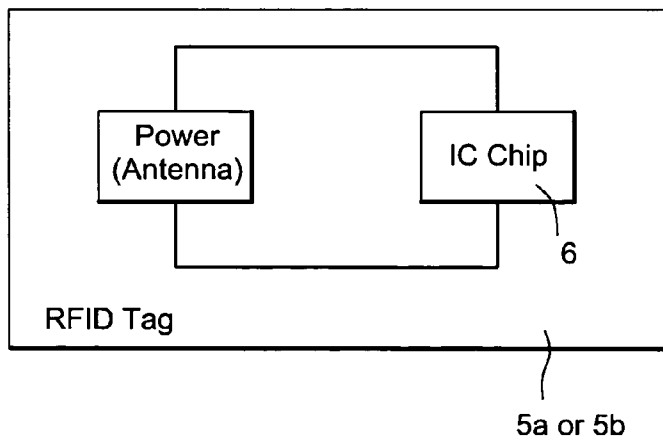 Power
(Antenna)
IC Chip
6
RFID Tag
5a or 5b